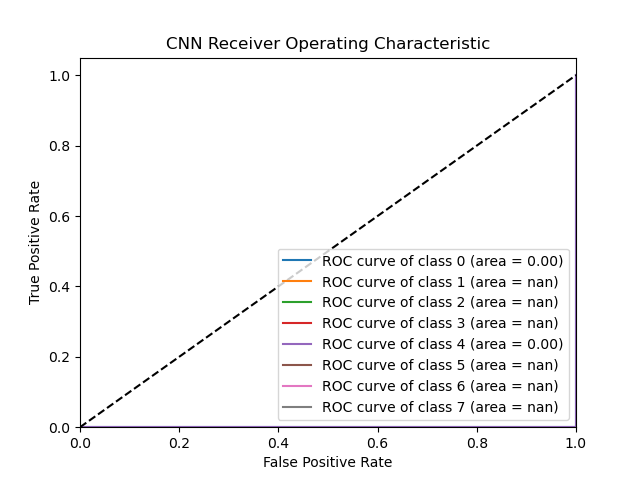 CNN Receiver Operating Characteristic
True Positive Rate
1.0
0.8
0.6
0.4
0.2
0.0
ROC curve of class 0 (area = 0.00)
ROC curve of class 1 (area = nan)
ROC curve of class 2 (area = nan)
ROC curve of class 3 (area = nan)
ROC curve of class 4 (area = 0.00)
ROC curve of class 5 (area = nan)
ROC curve of class 6 (area = nan)
ROC curve of class 7 (area = nan)
0.0 0.2 0.4 0.6 0.8 1.0
False Positive Rate